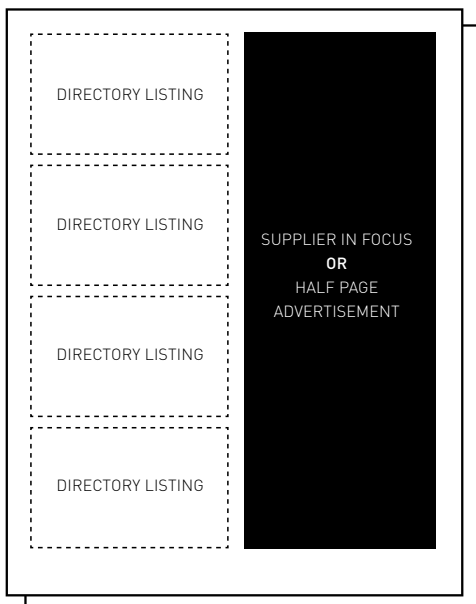 DIRECTORY LISTING
DIRECTORY LISTING
DIRECTORY LISTING
DIRECTORY LISTING
SUPPLIER IN FOCUS
OR
HALF PAGE
ADVERTISEMENT